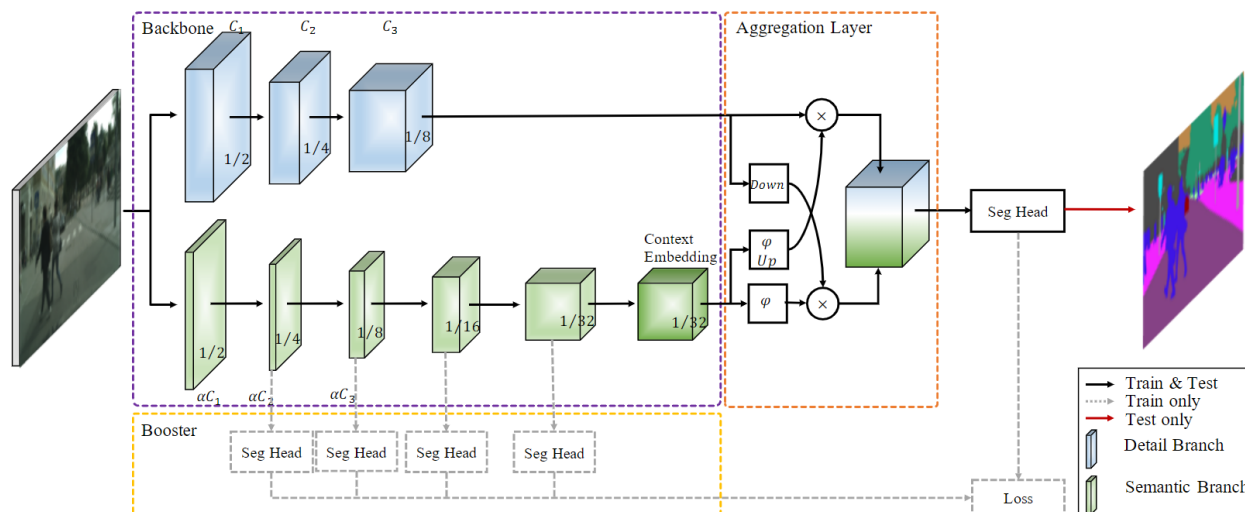 Backbone
C₁
C₂
C₃
Aggregation Layer
1/2
1/4
1/8
×
Down
φ
Up
φ
×
Seg Head
Context
Embedding
1/2
1/4
1/8
1/16
1/32
1/32
αC₁
αC₂
αC₃
Booster
Seg Head
Seg Head
Seg Head
Seg Head
Loss
Train & Test
Train only
Test only
Detail Branch
Semantic Branch